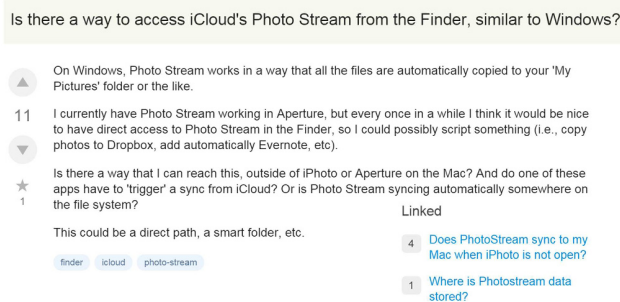 Is there a way to access iCloud's Photo Stream from the Finder, similar to Windows?
On Windows, Photo Stream works in a way that all the files are automatically copied to your 'My
Pictures' folder or the like.
11
I currently have Photo Stream working in Aperture, but every once in a while I think it would be nice
to have direct access to Photo Stream in the Finder, so I could possibly script something (i.e., copy
photos to Dropbox, add automatically Evernote, etc).
1
Is there a way that I can reach this, outside of iPhoto or Aperture on the Mac? And do one of these
apps have to 'trigger' a sync from iCloud? Or is Photo Stream syncing automatically somewhere on
the file system?
This could be a direct path, a smart folder, etc.
finder icloud photo-stream
Linked
4 Does PhotoStream sync to my
Mac when iPhoto is not open?
1 Where is Photostream data
stored?